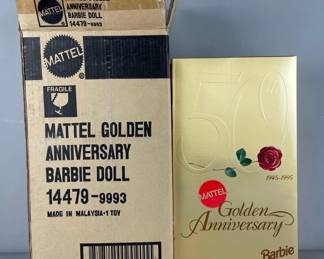 ANNIVERSARY
BARBIE DOLL
14479-9993
MATTEL
FRAGILE
MATTEL GOLDEN
ANNIVERSARY
BARBIE DOLL
14479-9993
MADE IN MALAYSIA•1 TOY
50
1945-1995
MATTEL
Golden
Anniversary
Barbie